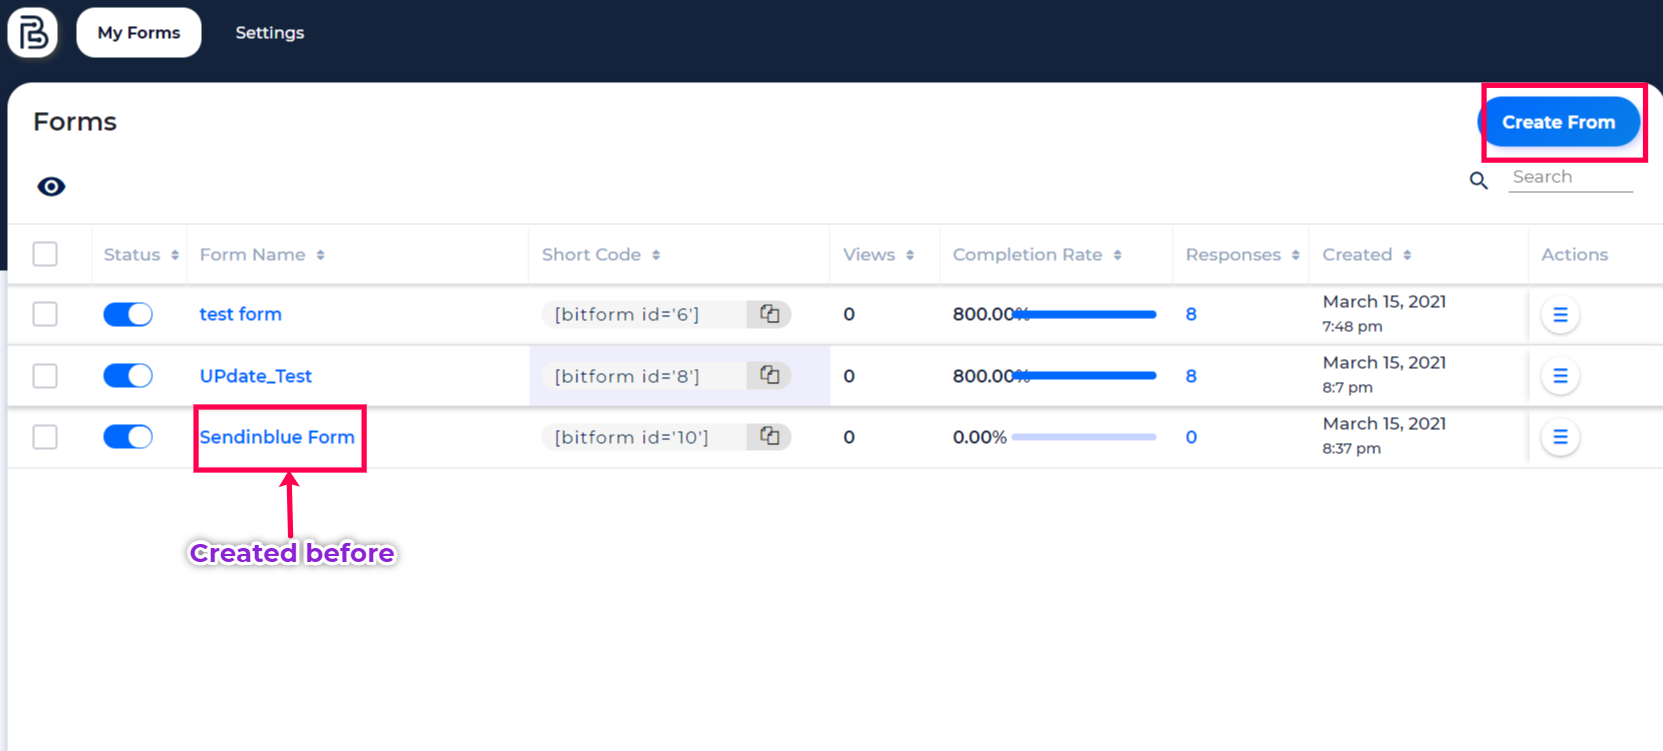 My Forms Settings
Forms
Create From
Search
Status Form Name Short Code Views Completion Rate Responses Created Actions
test form [bitform id='6'] 0 800.00% 8 March 15, 2021
7:48 pm
UPdate_Test [bitform id='8'] 0 800.00% 8 March 15, 2021
8:7 pm
Sendinblue Form [bitform id='10'] 0 0.00% 0 March 15, 2021
8:37 pm
Created before